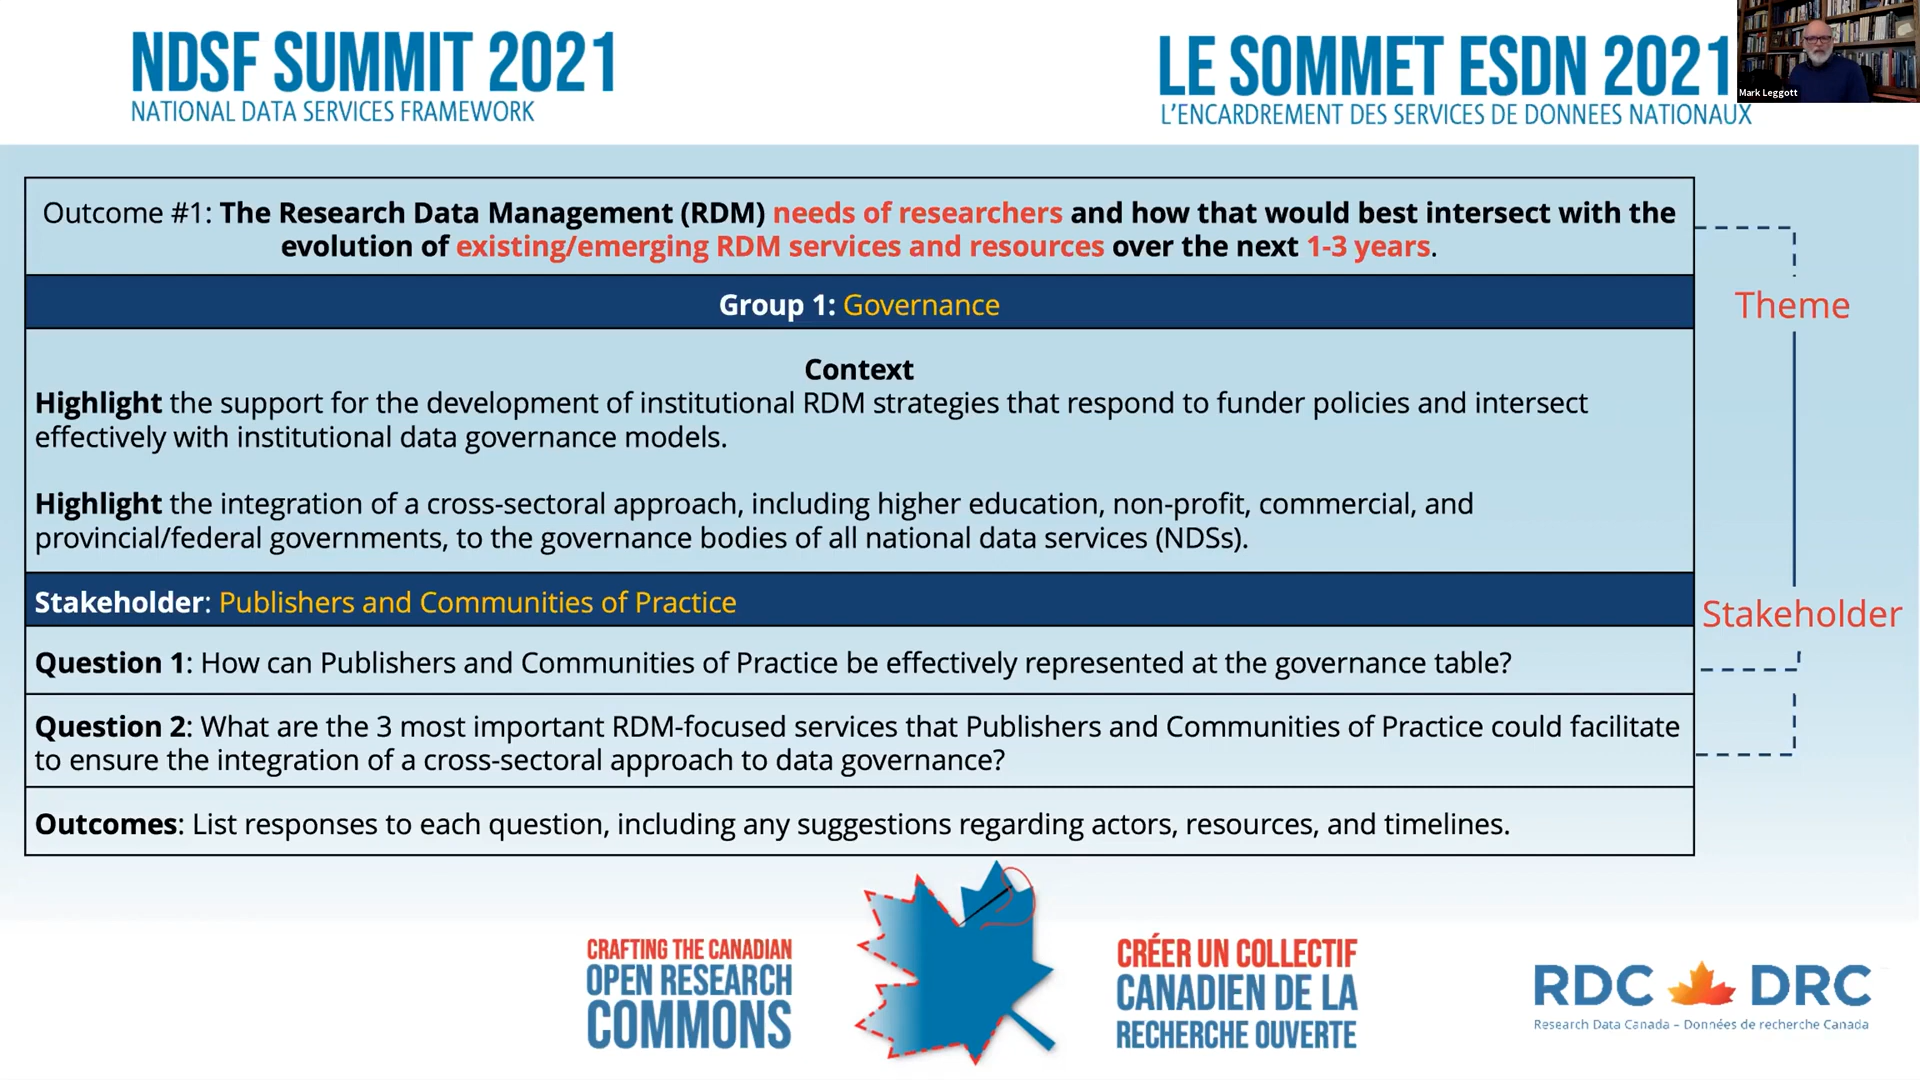 NDSF SUMMIT 2021
NATIONAL DATA SERVICES FRAMEWORK
LE SOMMET ESDN 2021
L'ENCARDREMENT DES SERVICES DE DONNEES NATIONAUX
Mark Leggott
Outcome #1: The Research Data Management (RDM) needs of researchers and how that would best intersect with the
evolution of existing/emerging RDM services and resources over the next 1-3 years.
Group 1: Governance
Context
Highlight the support for the development of institutional RDM strategies that respond to funder policies and intersect
effectively with institutional data governance models.
Highlight the integration of a cross-sectoral approach, including higher education, non-profit, commercial, and
provincial/federal governments, to the governance bodies of all national data services (NDSs).
Stakeholder: Publishers and Communities of Practice
Question 1: How can Publishers and Communities of Practice be effectively represented at the governance table?
Question 2: What are the 3 most important RDM-focused services that Publishers and Communities of Practice could facilitate
to ensure the integration of a cross-sectoral approach to data governance?
Outcomes: List responses to each question, including any suggestions regarding actors, resources, and timelines.
Theme
Stakeholder
CRAFTING THE CANADIAN
OPEN RESEARCH
COMMONS
CRÉER UN COLLECTIF
CANADIEN DE LA
RECHERCHE OUVERTE
RDC DRC
Research Data Canada – Données de recherche Canada